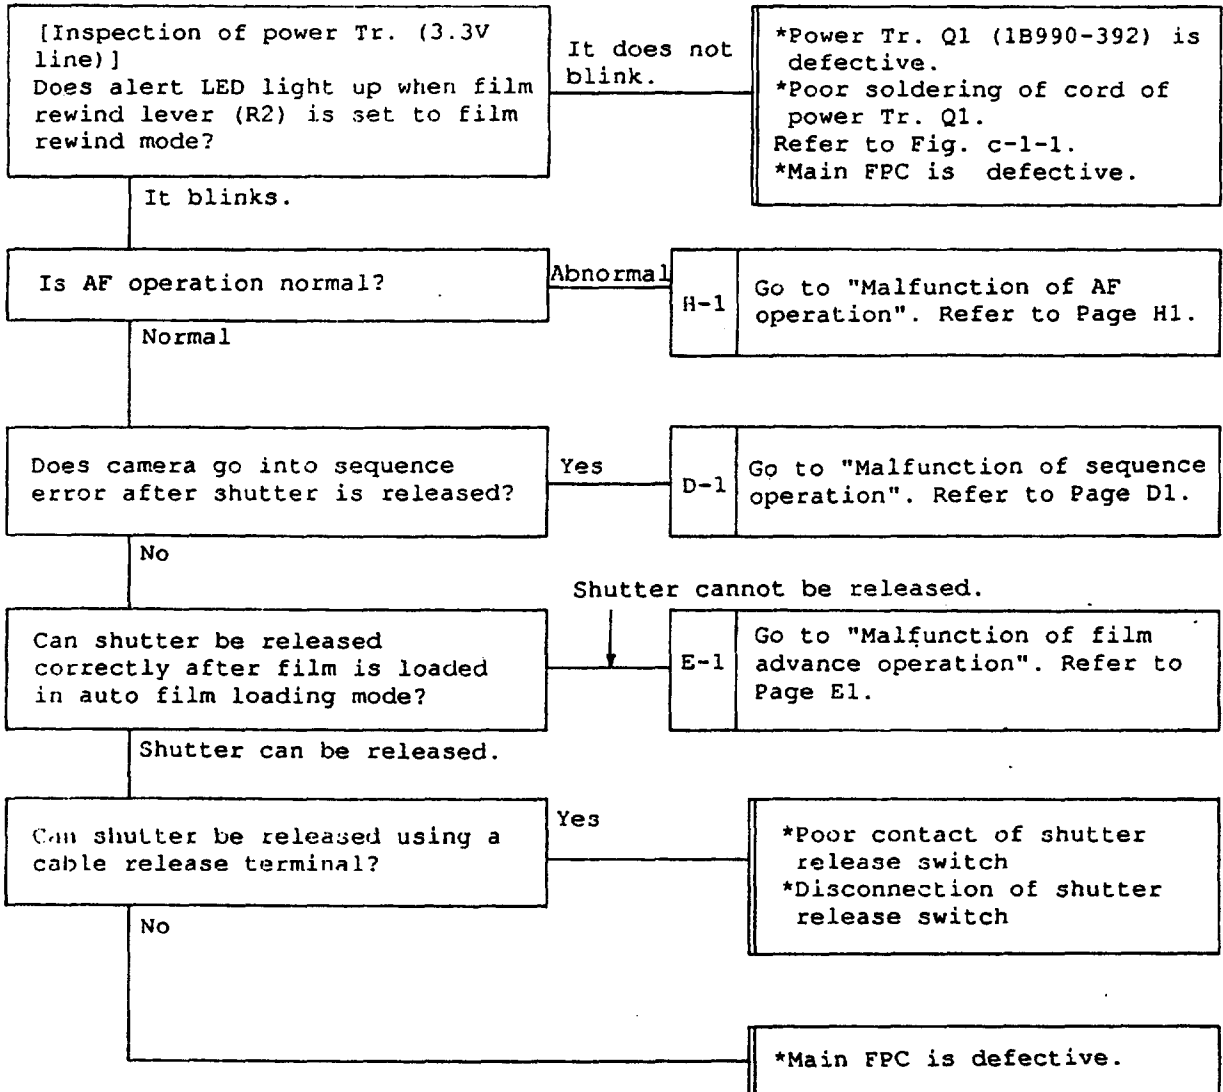 [Inspection of power Tr. (3.3V
line)]
Does alert LED light up when film
rewind lever (R2) is set to film
rewind mode?
It does not
blink.
*Power Tr. Q1 (1B990-392) is
defective.
*Poor soldering of cord of
power Tr. Q1.
Refer to Fig. c-1-1.
*Main FPC is defective.
It blinks.
Is AF operation normal?
Abnormal
H-1
Go to "Malfunction of AF
operation". Refer to Page H1.
Normal
Does camera go into sequence
error after shutter is released?
Yes
D-1
Go to "Malfunction of sequence
operation". Refer to Page D1.
No
Shutter cannot be released.
Can shutter be released
correctly after film is loaded
in auto film loading mode?
E-1
Go to "Malfunction of film
advance operation". Refer to
Page E1.
Shutter can be released.
Can shutter be released using a
cable release terminal?
Yes
*Poor contact of shutter
release switch
*Disconnection of shutter
release switch
No
*Main FPC is defective.